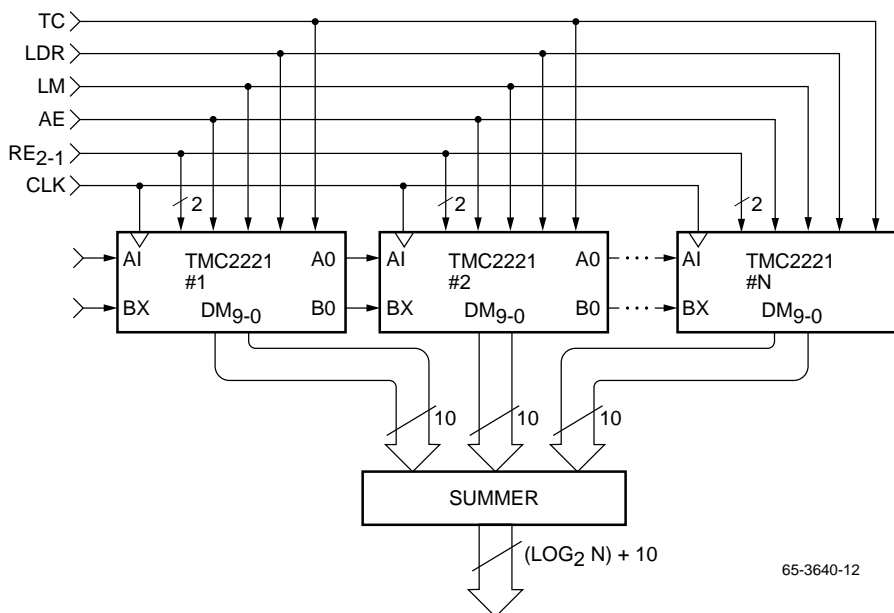 TC
LDR
LM
AE
RE2-1
CLK
2 2 2
AI TMC2221 A0 AI TMC2221 A0 AI TMC2221
#1 #2 #N
BX DM9-0 B0 BX DM9-0 B0 BX DM9-0
10 10 10
SUMMER
(LOG2 N) + 10
65-3640-12